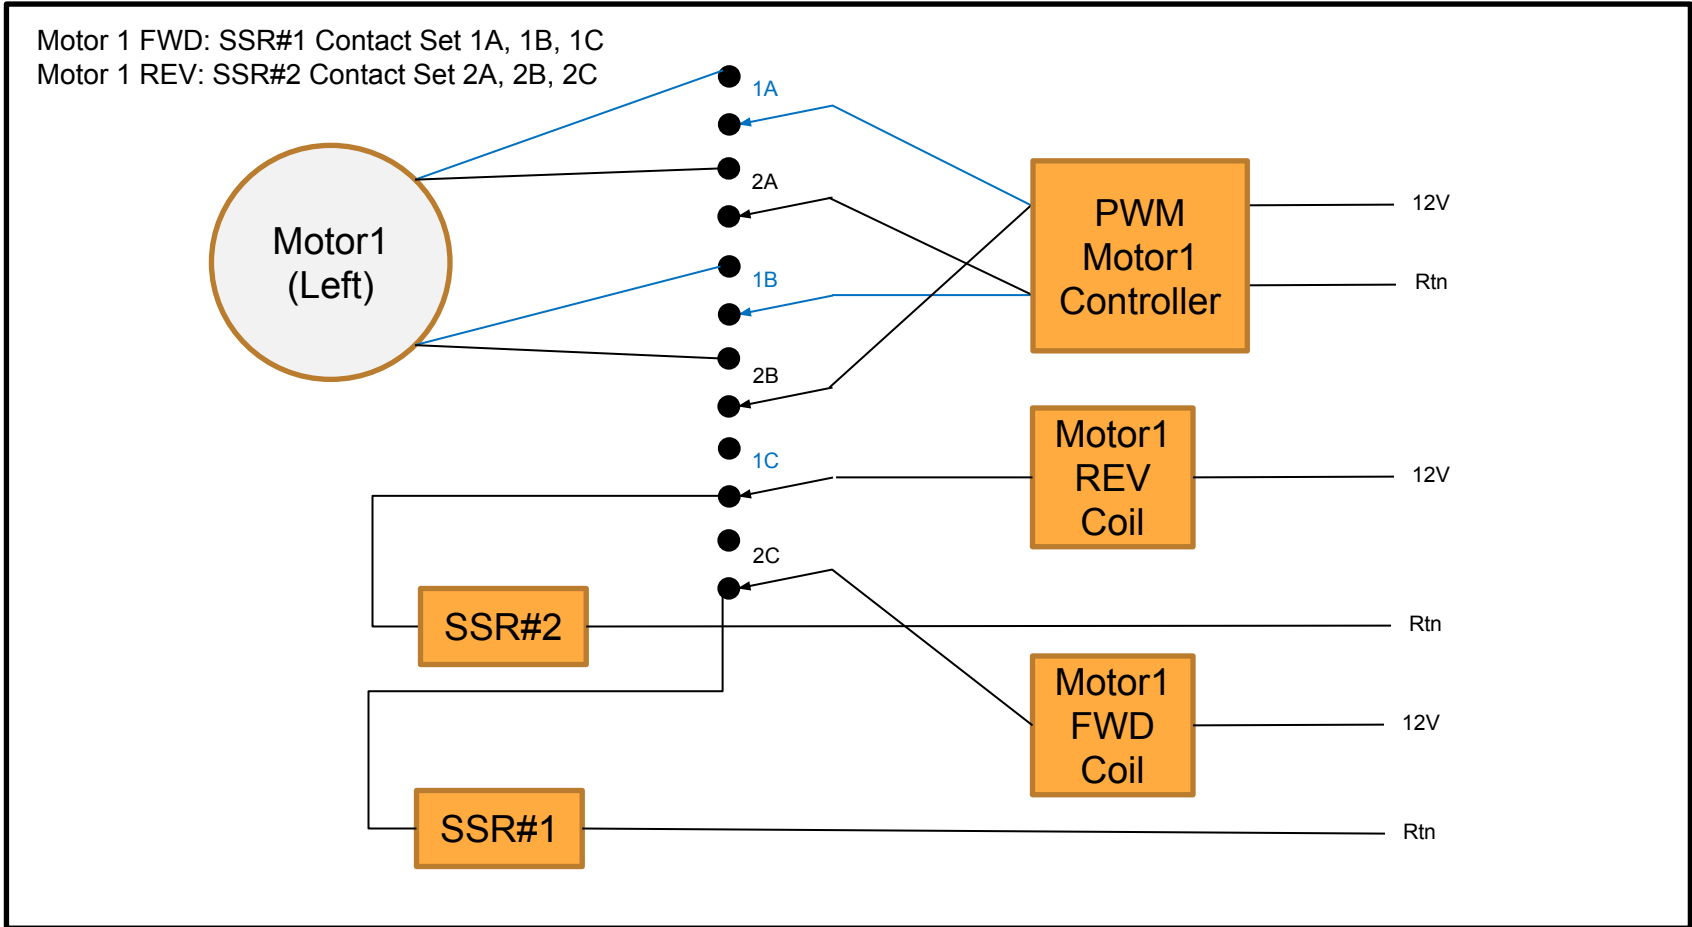 Motor 1 FWD: SSR#1 Contact Set 1A, 1B, 1C
Motor 1 REV: SSR#2 Contact Set 2A, 2B, 2C
1A
2A
1B
2B
1C
2C
Motor1
(Left)
PWM
Motor1
Controller
12V
Rtn
Motor1
REV
Coil
12V
SSR#2
Rtn
Motor1
FWD
Coil
12V
SSR#1
Rtn